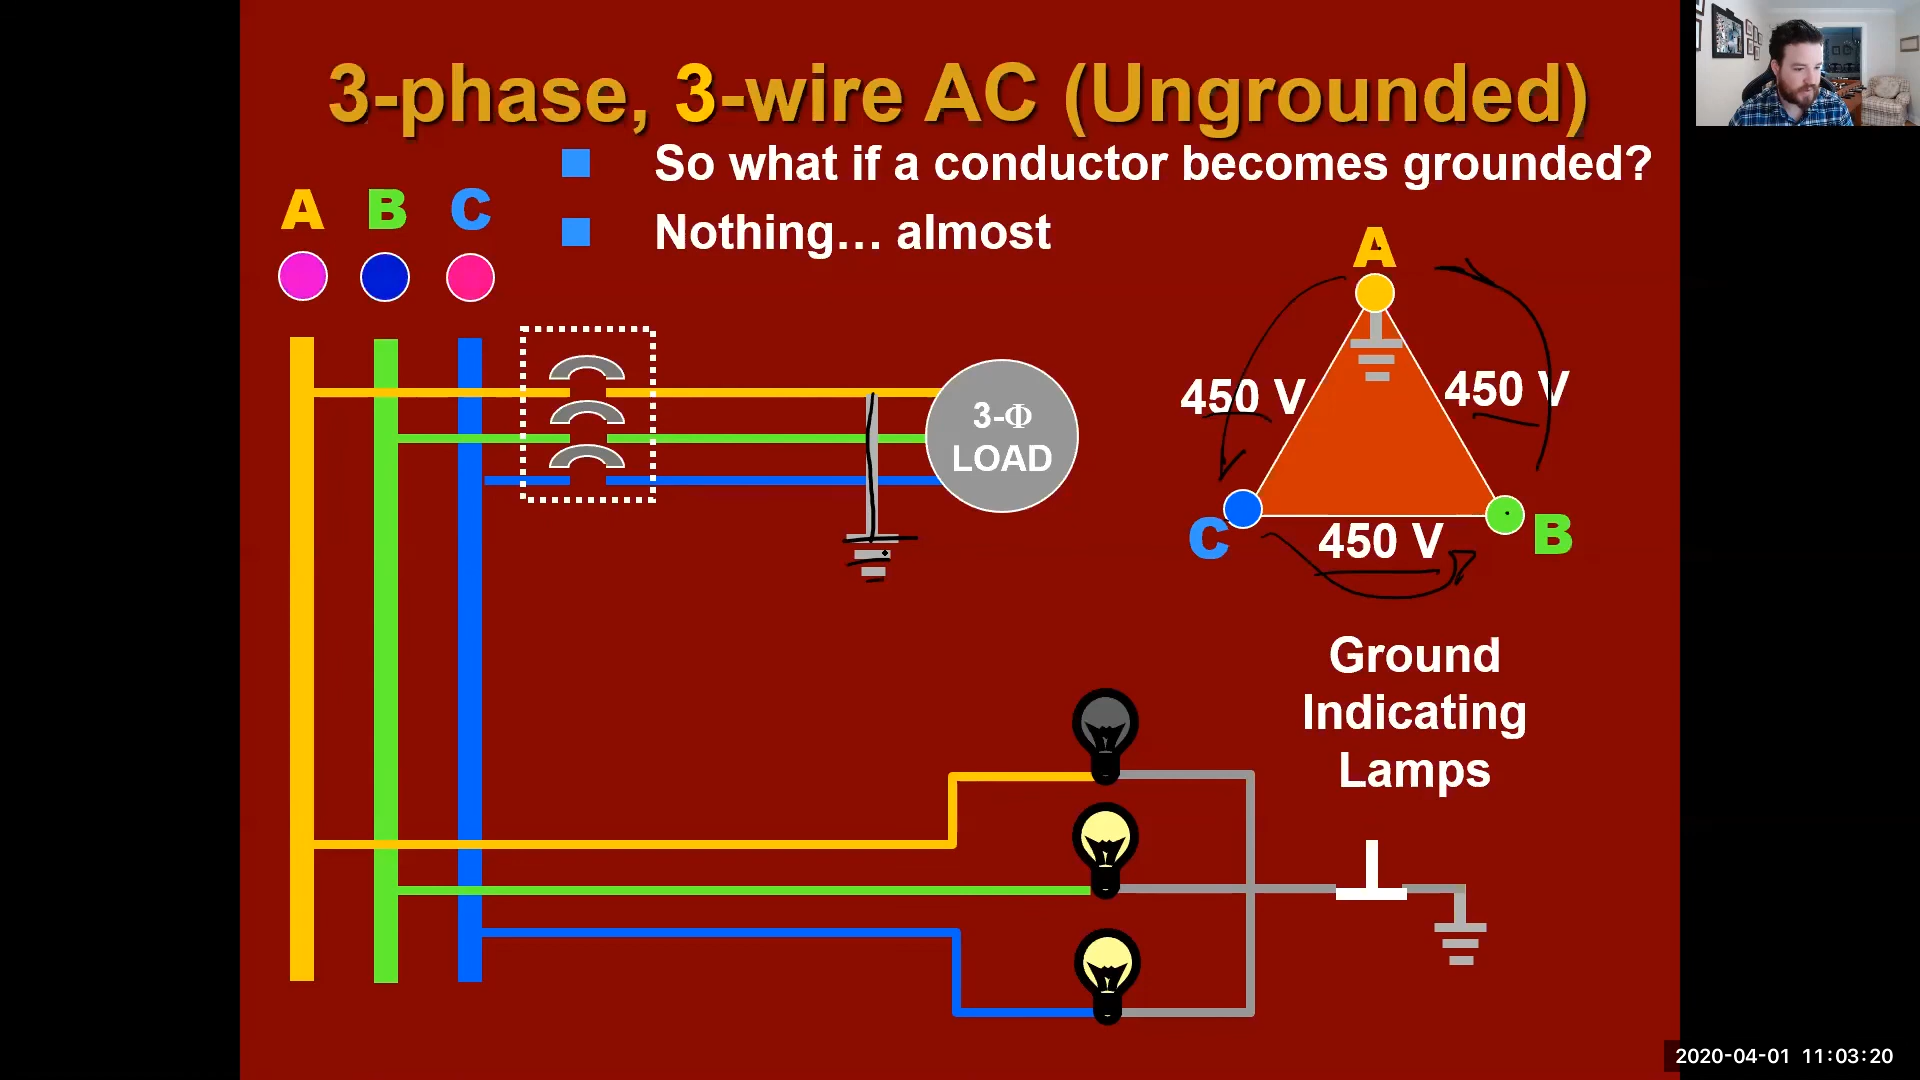 3-phase, 3-wire AC (Ungrounded)
So what if a conductor becomes grounded?
Nothing… almost
A B C
A
450 V
450 V
3-Φ
LOAD
C
450 V
B
Ground
Indicating
Lamps
2020-04-01 11:03:20